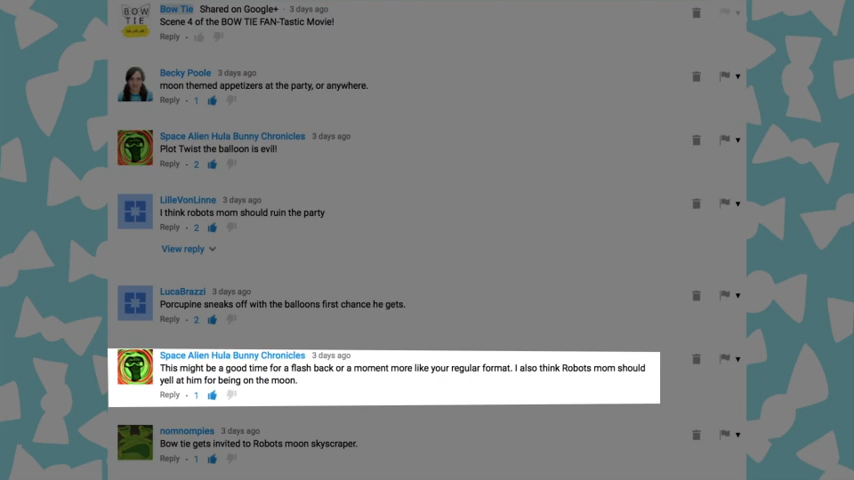 BOW TIE
Bow Tie Shared on Google+ · 3 days ago
Scene 4 of the BOW TIE FAN-Tastic Movie!
Reply ·
Becky Poole 3 days ago
moon themed appetizers at the party, or anywhere.
Reply · 1
Space Alien Hula Bunny Chronicles 3 days ago
Plot Twist the balloon is evil!
Reply · 2
LilleVonLinne 3 days ago
I think robots mom should ruin the party
Reply · 2
View reply
LucaBrazzi 3 days ago
Porcupine sneaks off with the balloons first chance he gets.
Reply · 2
Space Alien Hula Bunny Chronicles 3 days ago
This might be a good time for a flash back or a moment more like your regular format. I also think Robots mom should
yell at him for being on the moon.
Reply · 1
nomnompies 3 days ago
Bow tie gets invited to Robots moon skyscraper.
Reply · 1